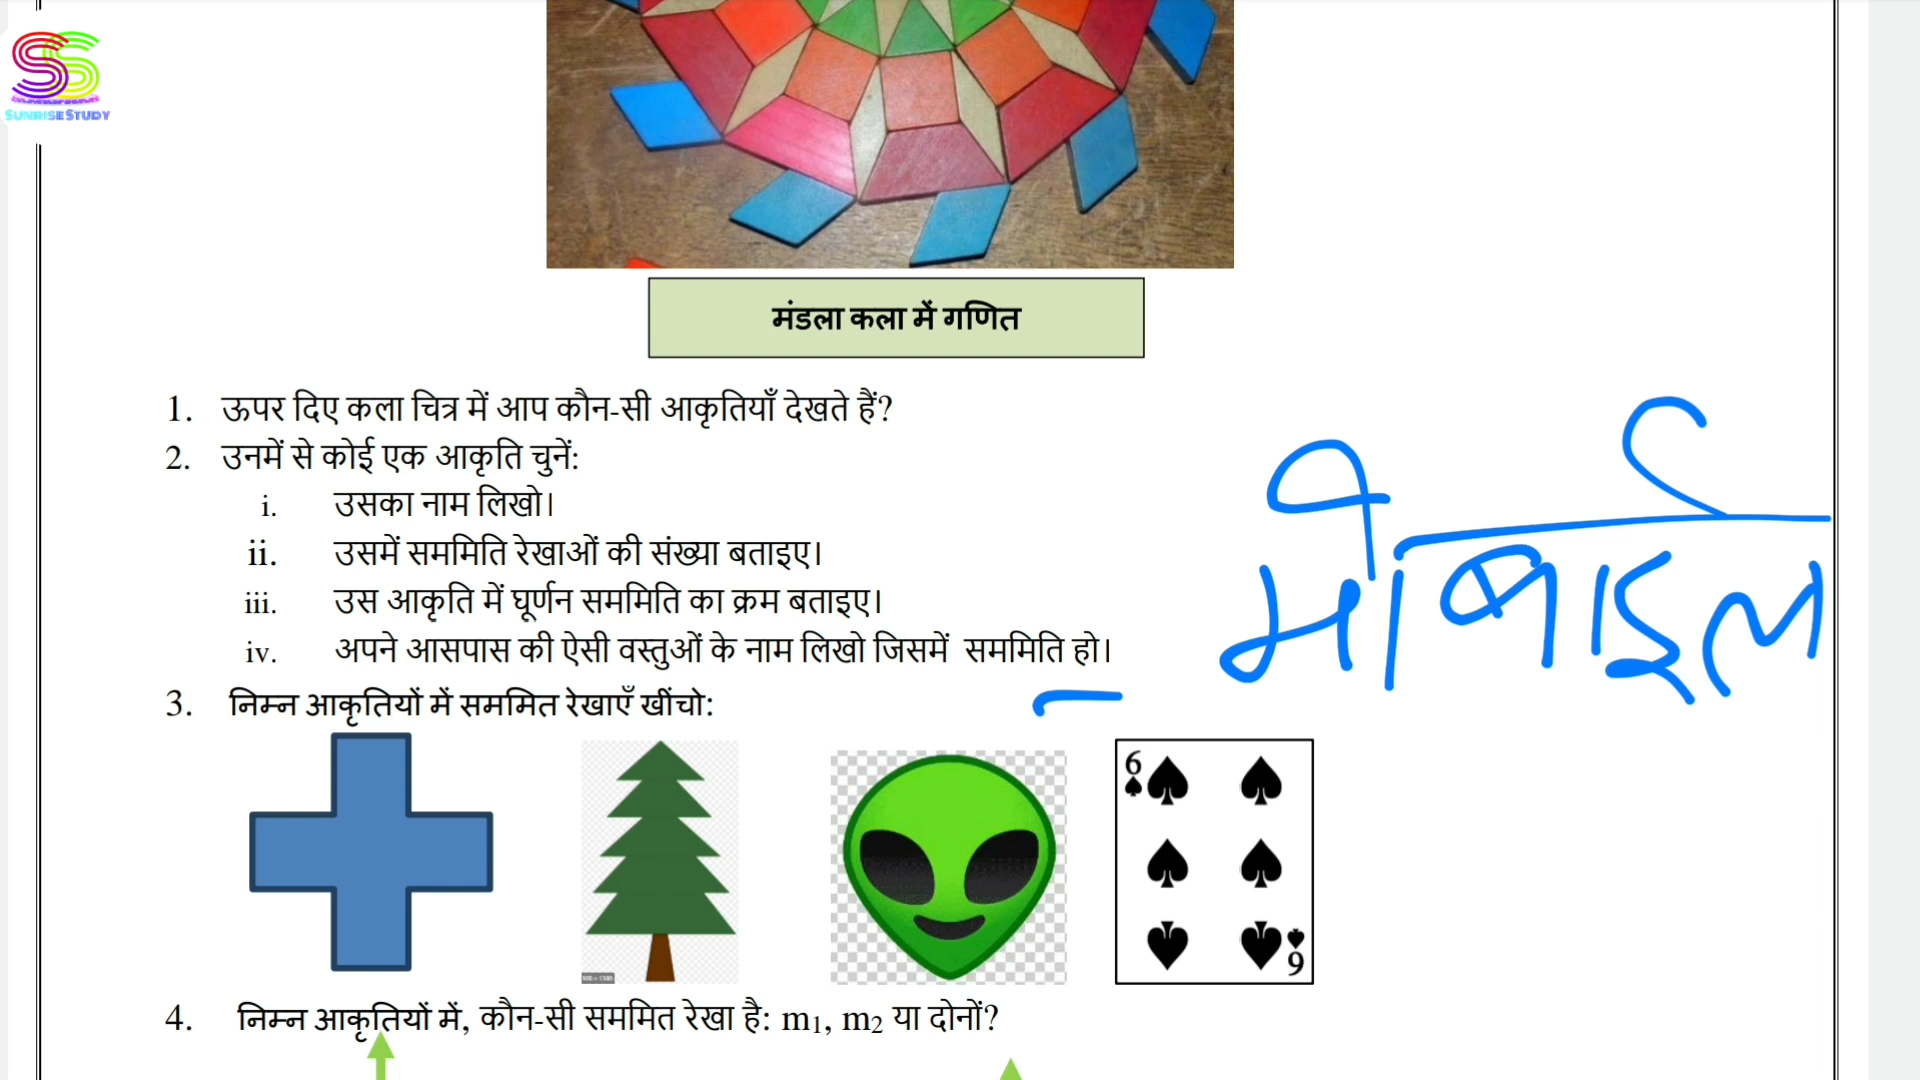 SS
SUNRISE STUDY
मंडला कला में गणित
1. ऊपर दिए कला चित्र में आप कौन-सी आकृतियाँ देखते हैं?
2. उनमें से कोई एक आकृति चुनें:
i. उसका नाम लिखो।
ii. उसमें सममिति रेखाओं की संख्या बताइए।
iii. उस आकृति में घूर्णन सममिति का क्रम बताइए।
iv. अपने आसपास की ऐसी वस्तुओं के नाम लिखो जिसमें सममिति हो।
मोबाईल
3. निम्न आकृतियों में सममित रेखाएँ खींचो:
6
9
4. निम्न आकृतियों में, कौन-सी सममित रेखा है: m₁, m₂ या दोनों?